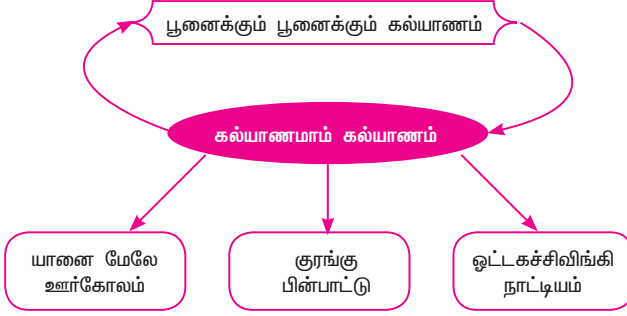 பூனைக்கும் பூனைக்கும் கல்யாணம்
கல்யாணமாம் கல்யாணம்
யானை மேலே
ஊர்கோலம்
குரங்கு
பின்பாட்டு
ஒட்டகச்சிவிங்கி
நாட்டியம்